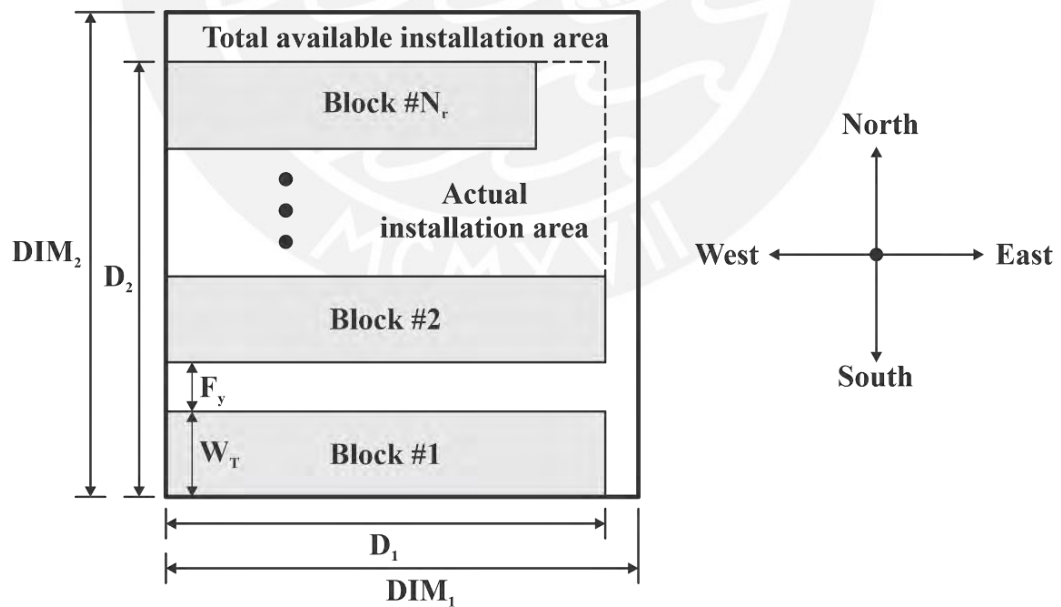 Total available installation area
Block #Nr
North
Actual
installation area
DIM2
D2
West
East
Block #2
Fy
South
WT
Block #1
D1
DIM1
MCMXVII